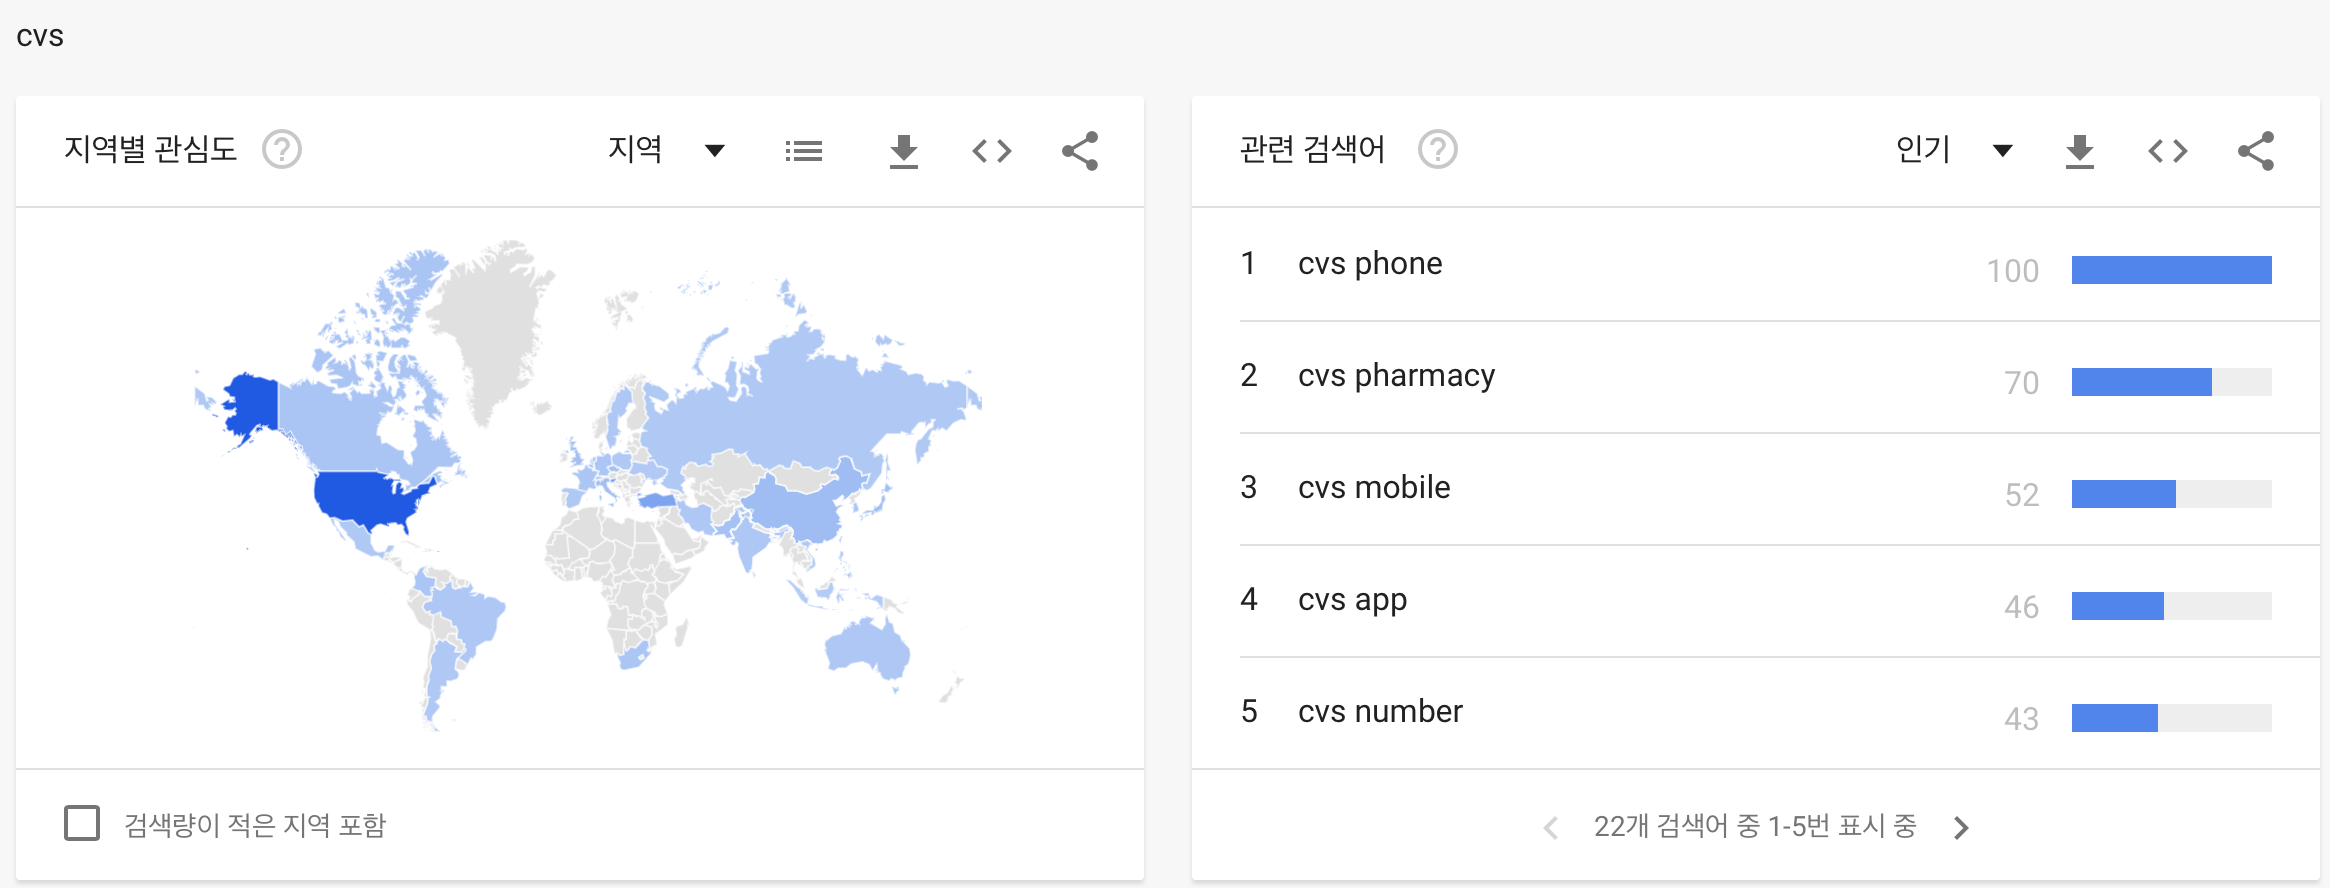 cvs
지역별 관심도 ?
지역
관련 검색어 ?
인기
1 cvs phone 100
2 cvs pharmacy 70
3 cvs mobile 52
4 cvs app 46
5 cvs number 43
검색량이 적은 지역 포함
22개 검색어 중 1-5번 표시 중